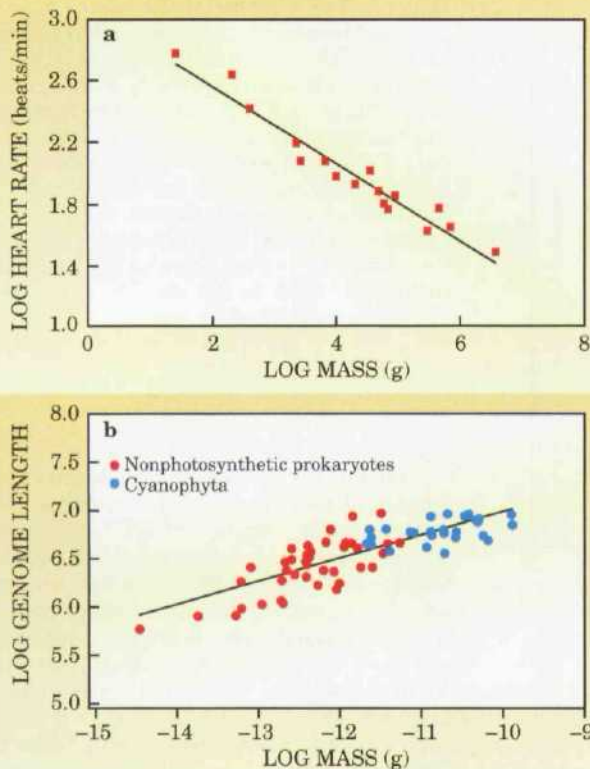 a
LOG HEART RATE (beats/min)
3.0
2.6
2.2
1.8
1.4
1.0
0 2 4 6 8
LOG MASS (g)
b
Nonphotosynthetic prokaryotes
Cyanophyta
LOG GENOME LENGTH
8.0
7.5
7.0
6.5
6.0
5.5
5.0
−15 −14 −13 −12 −11 −10 −9
LOG MASS (g)